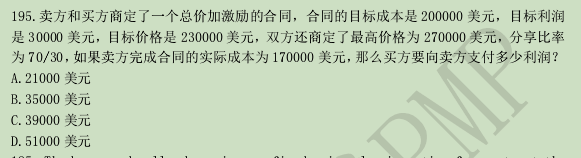 195.卖方和买方商定了一个总价加激励的合同，合同的目标成本是 200000 美元，目标利润
是 30000 美元，目标价格是 230000 美元，双方还商定了最高价格为 270000 美元，分享比率
为 70/30，如果卖方完成合同的实际成本为 170000 美元，那么买方要向卖方支付多少利润？
A.21000 美元
B.35000 美元
C.39000 美元
D.51000 美元
PMP